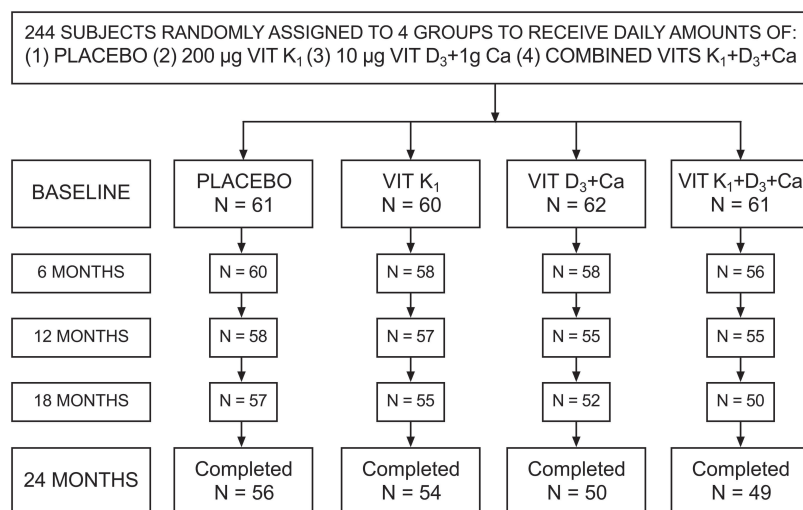 244 SUBJECTS RANDOMLY ASSIGNED TO 4 GROUPS TO RECEIVE DAILY AMOUNTS OF:
(1) PLACEBO (2) 200 µg VIT K₁ (3) 10 µg VIT D₃+1g Ca (4) COMBINED VITS K₁+D₃+Ca
BASELINE
PLACEBO
N = 61
VIT K₁
N = 60
VIT D₃+Ca
N = 62
VIT K₁+D₃+Ca
N = 61
6 MONTHS
N = 60
N = 58
N = 58
N = 56
12 MONTHS
N = 58
N = 57
N = 55
N = 55
18 MONTHS
N = 57
N = 55
N = 52
N = 50
24 MONTHS
Completed
N = 56
Completed
N = 54
Completed
N = 50
Completed
N = 49